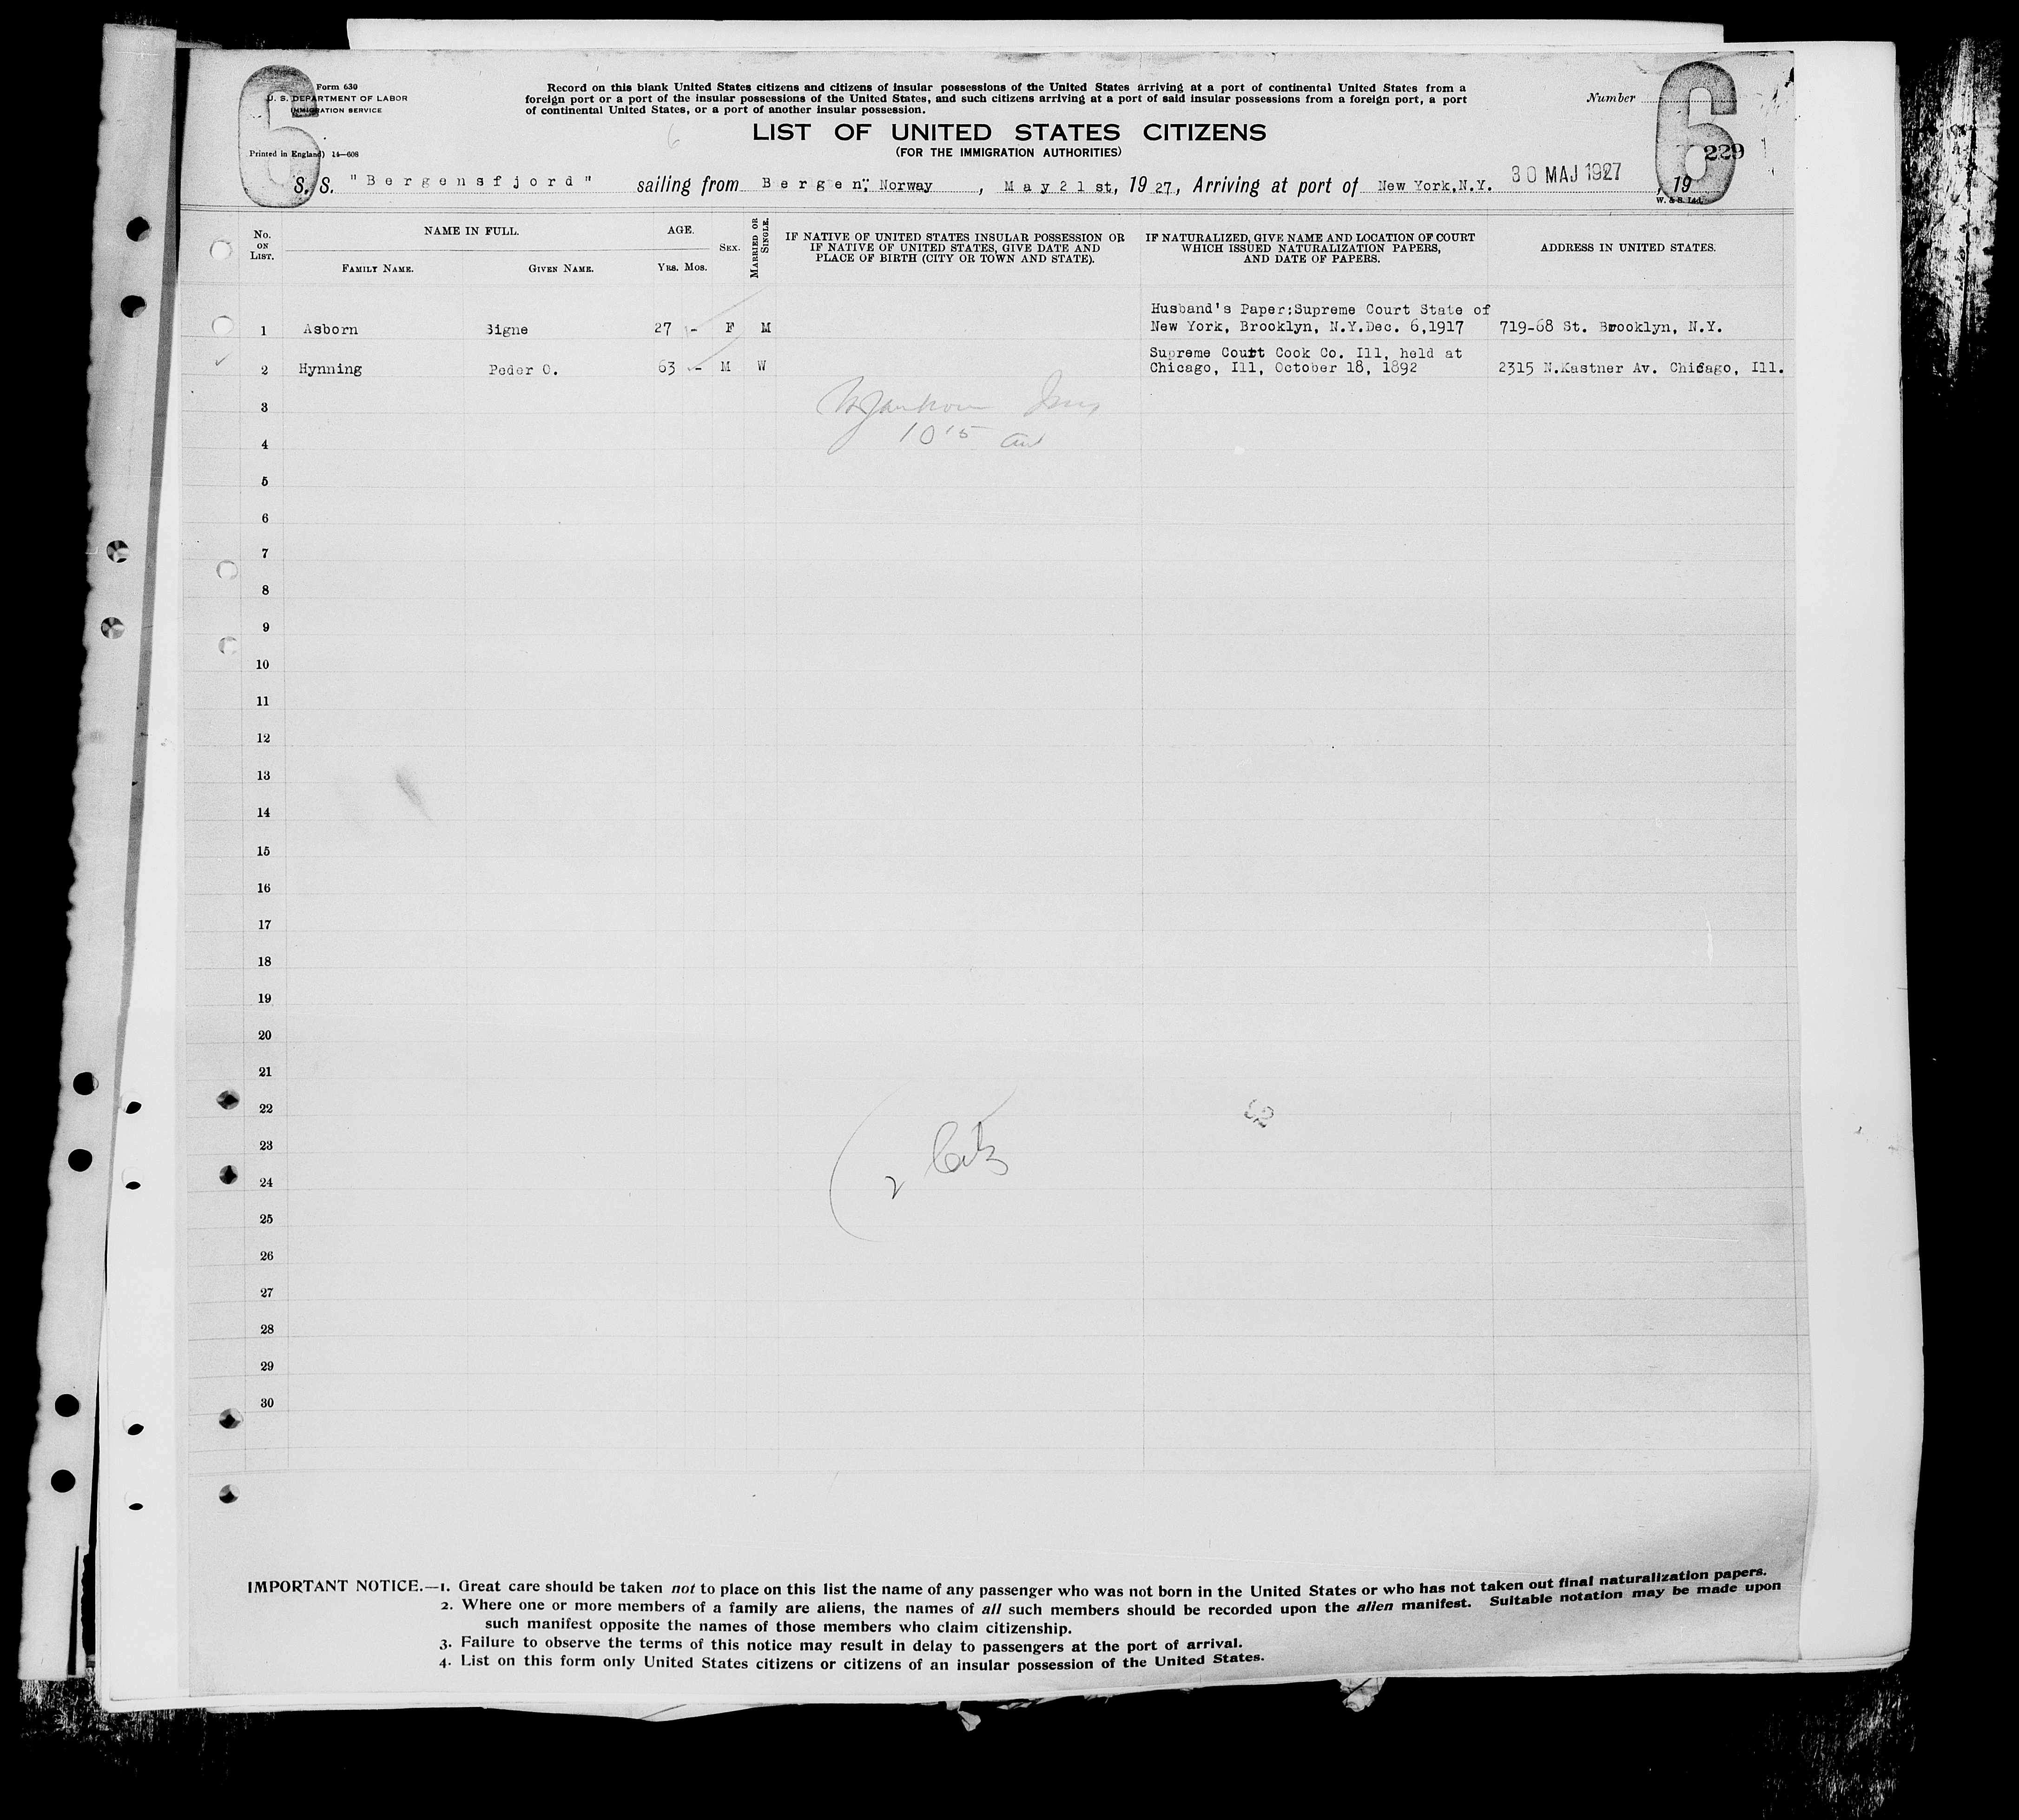 Form 630
U. S. DEPARTMENT OF LABOR
IMMIGRATION SERVICE
Printed in England) 14—608
Record on this blank United States citizens and citizens of insular possessions of the United States arriving at a port of continental United States from a
foreign port or a port of the insular possessions of the United States, and such citizens arriving at a port of said insular possessions from a foreign port, a port
of continental United States, or a port of another insular possession.
6
6
6
Number
229
LIST OF UNITED STATES CITIZENS
(FOR THE IMMIGRATION AUTHORITIES)
S. S. "Bergensfjord" sailing from Bergen", Norway, May 21st, 1927, Arriving at port of New York, N.Y. 30 MAJ 1927, 19
W. & S. Ltd.
No. ON LIST.
NAME IN FULL.
FAMILY NAME. GIVEN NAME.
AGE.
YRS. MOS.
SEX.
MARRIED OR SINGLE.
IF NATIVE OF UNITED STATES INSULAR POSSESSION OR
IF NATIVE OF UNITED STATES, GIVE DATE AND
PLACE OF BIRTH (CITY OR TOWN AND STATE).
IF NATURALIZED, GIVE NAME AND LOCATION OF COURT
WHICH ISSUED NATURALIZATION PAPERS,
AND DATE OF PAPERS.
ADDRESS IN UNITED STATES.
Husband's Paper:Supreme Court State of
1 Asborn Signe 27 - F M New York, Brooklyn, N.Y.Dec. 6,1917 719-68 St. Brooklyn, N.Y.
Supreme Court Cook Co. Ill, held at
2 Hynning Peder O. 63 - M W Chicago, Ill, October 18, 1892 2315 N.Kastner Av. Chicago, Ill.
3
4 10 15
5
6
7
8
9
10
11
12
13
14
15
16
17
18
19
20
21
22
23
24 2
25
26
27
28
29
30
IMPORTANT NOTICE.—1. Great care should be taken not to place on this list the name of any passenger who was not born in the United States or who has not taken out final naturalization papers.
2. Where one or more members of a family are aliens, the names of all such members should be recorded upon the alien manifest. Suitable notation may be made upon
such manifest opposite the names of those members who claim citizenship.
3. Failure to observe the terms of this notice may result in delay to passengers at the port of arrival.
4. List on this form only United States citizens or citizens of an insular possession of the United States.